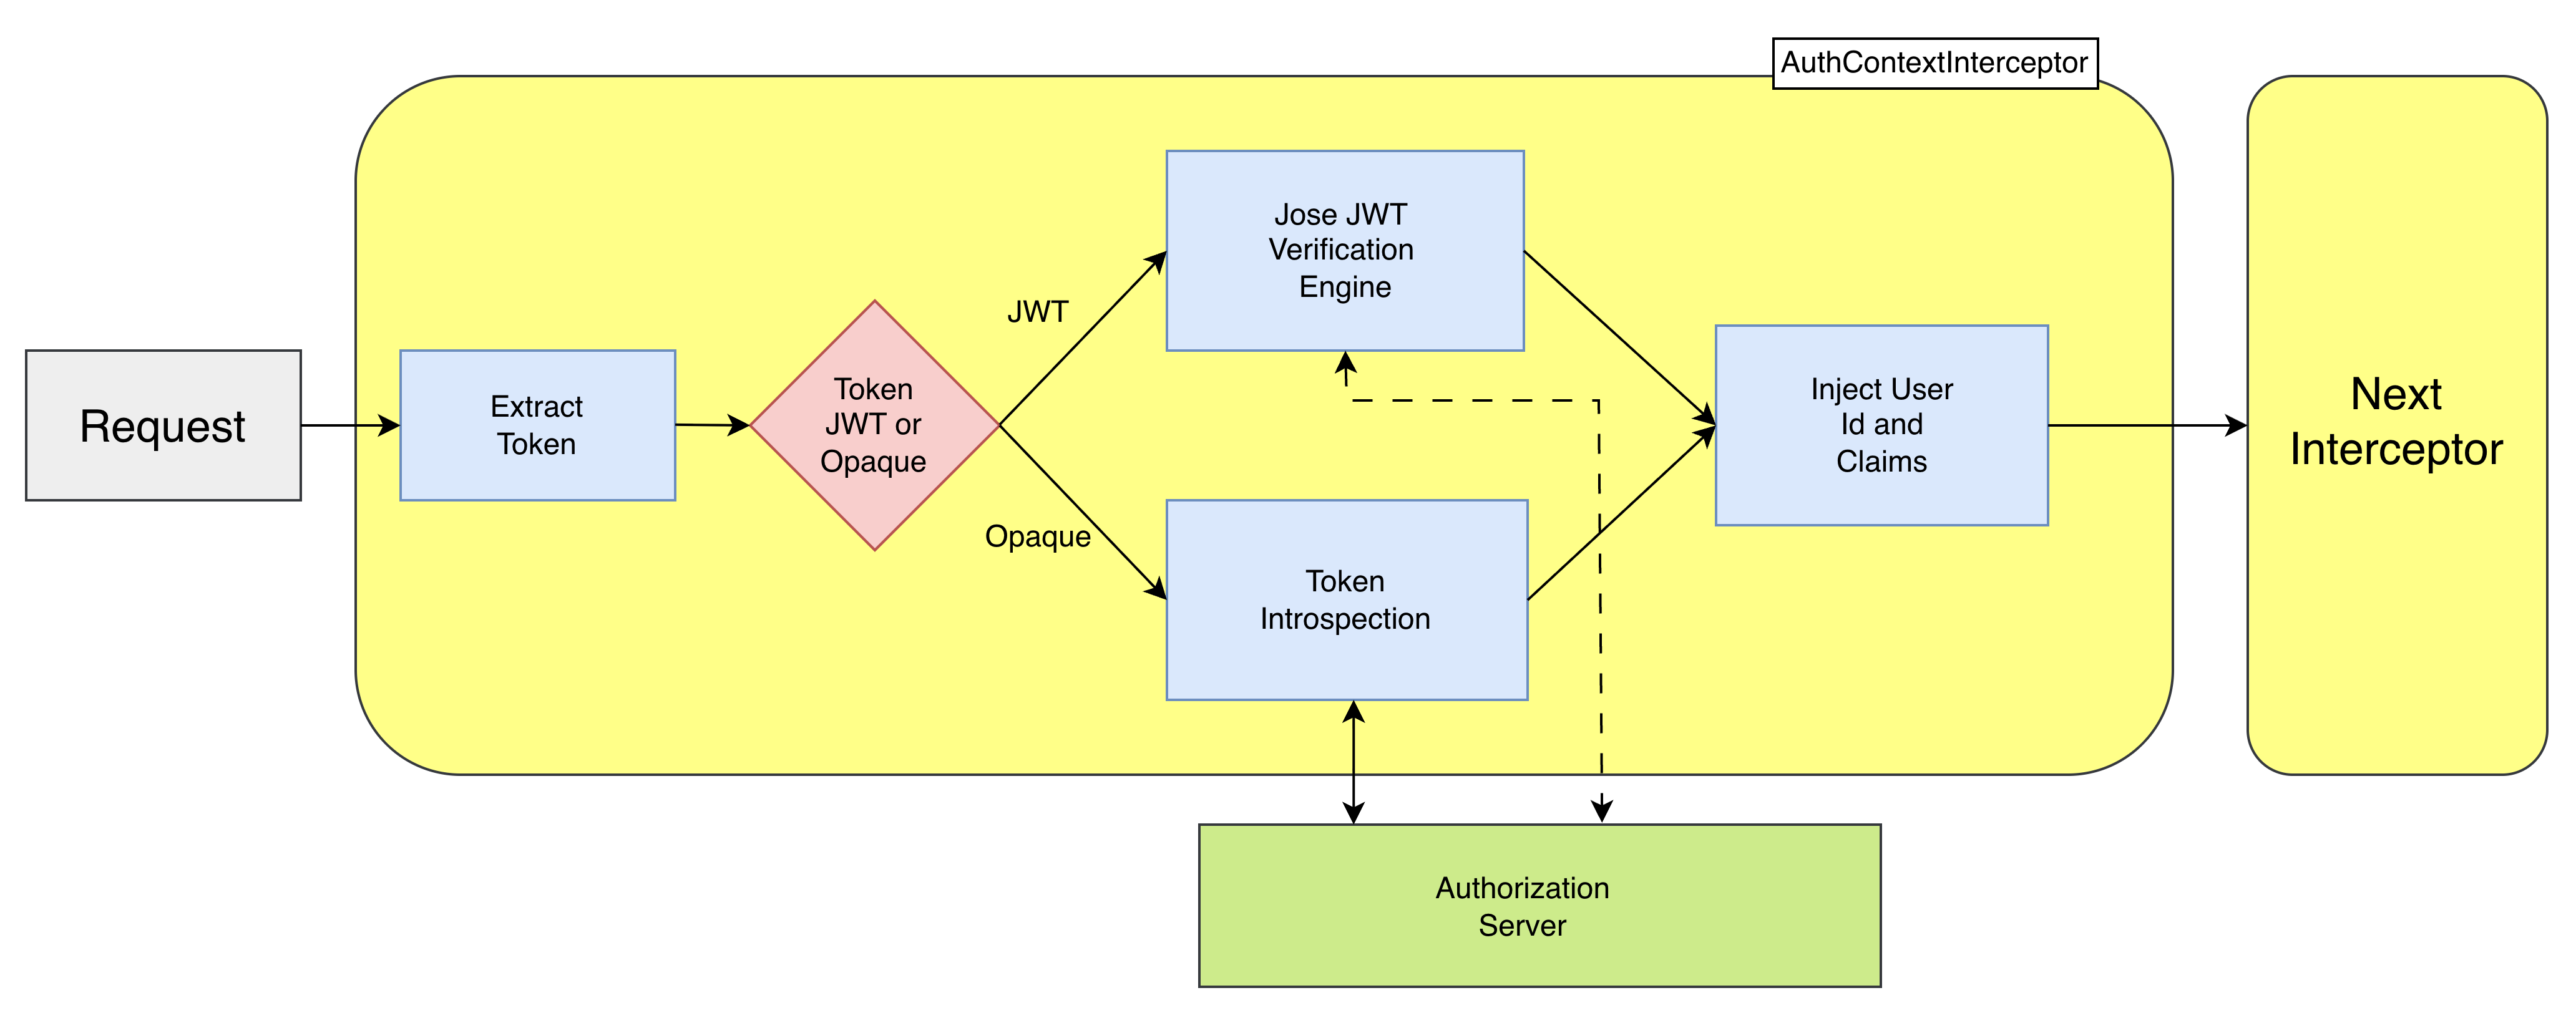 AuthContextInterceptor
Request
Extract
Token
Token
JWT or
Opaque
JWT
Opaque
Jose JWT
Verification
Engine
Token
Introspection
Inject User
Id and
Claims
Next
Interceptor
Authorization
Server